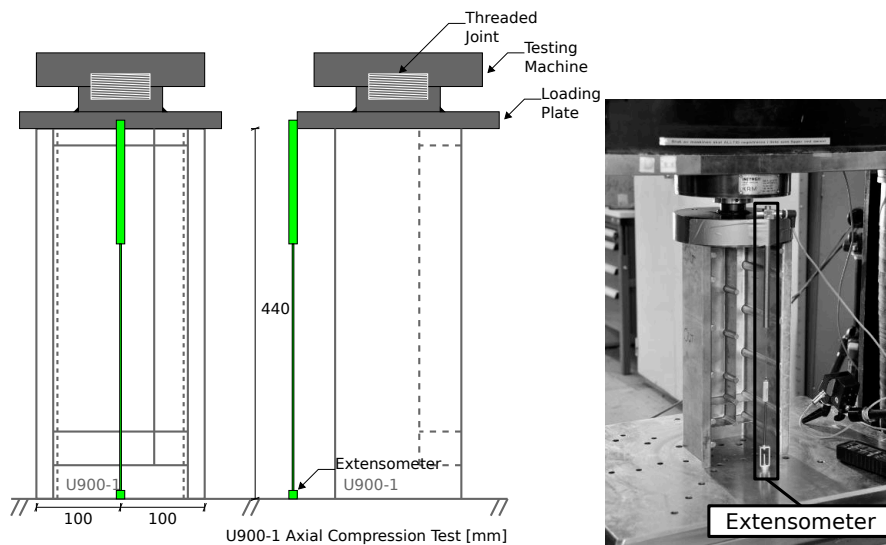 Threaded
Joint
Testing
Machine
Loading
Plate
440
Extensometer
U900-1
U900-1
100
100
U900-1 Axial Compression Test [mm]
Extensometer